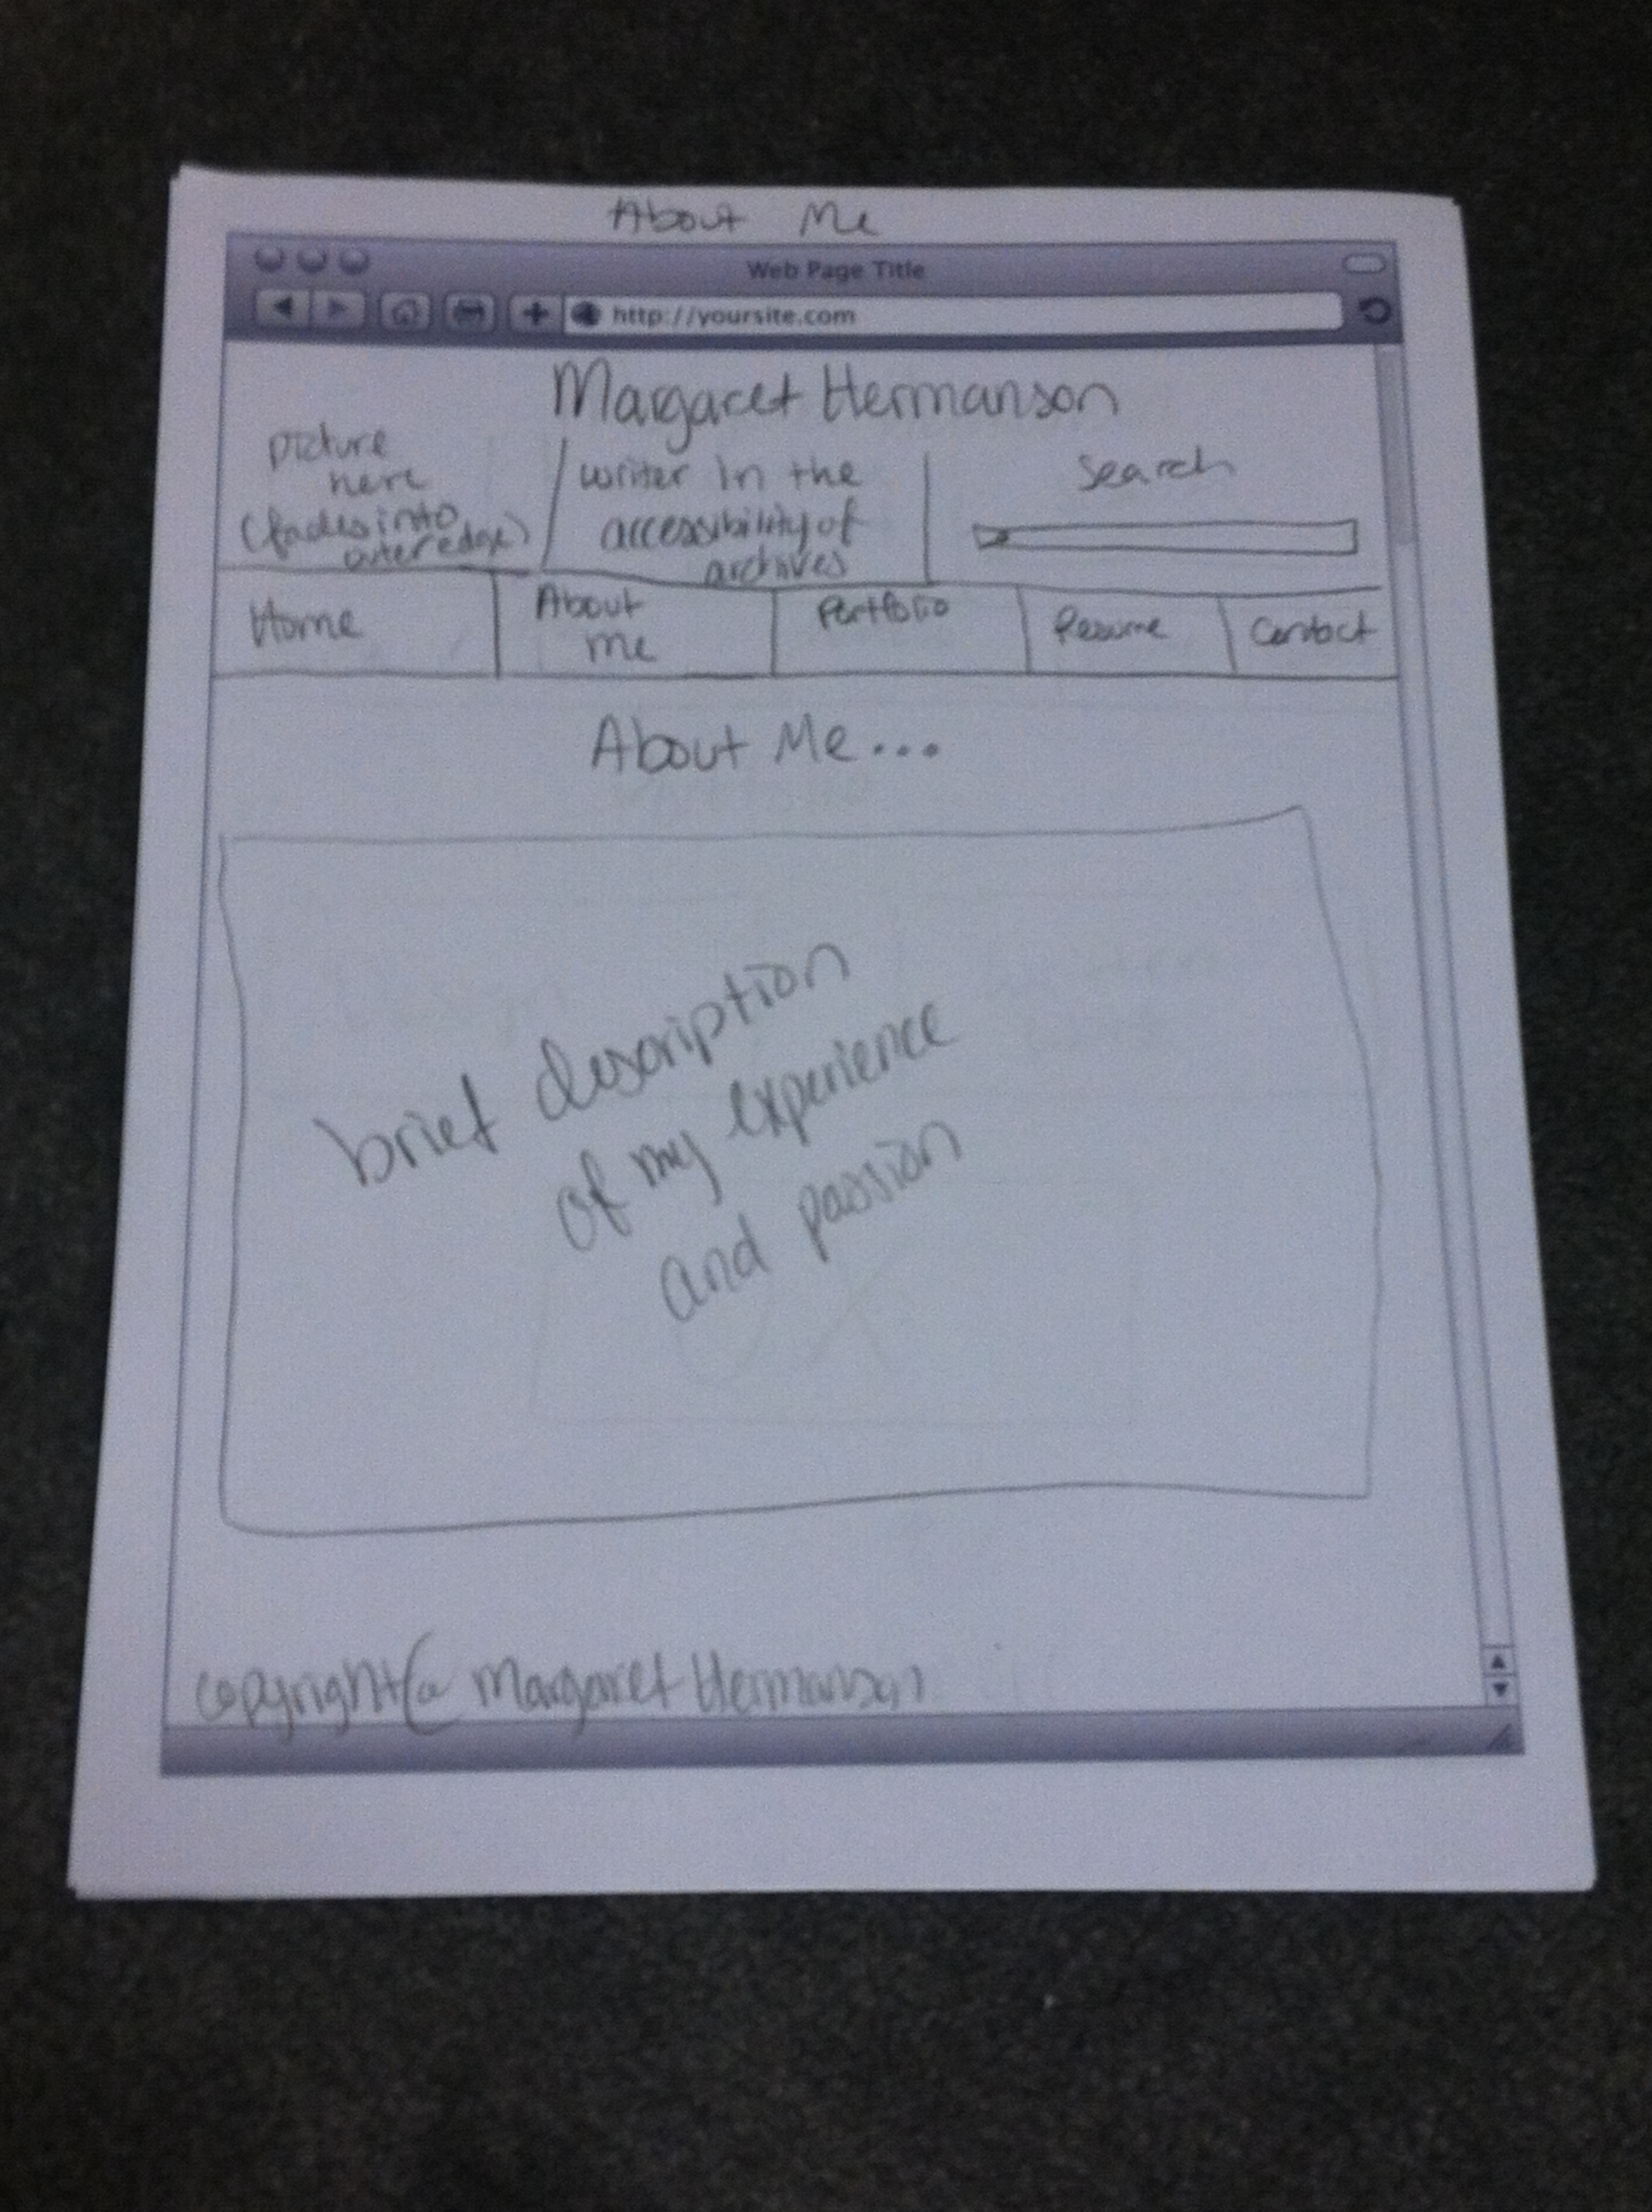 About Me
Web Page Title
http://yoursite.com
Margaret Hermanson
picture
here
(fades into
outer edge)
writer in the
accessibility of
archives
Search
Home
About
me
Portfolio
Resume
Contact
About Me...
brief description
of my experience
and passion
copyright@ Margaret Hermanson